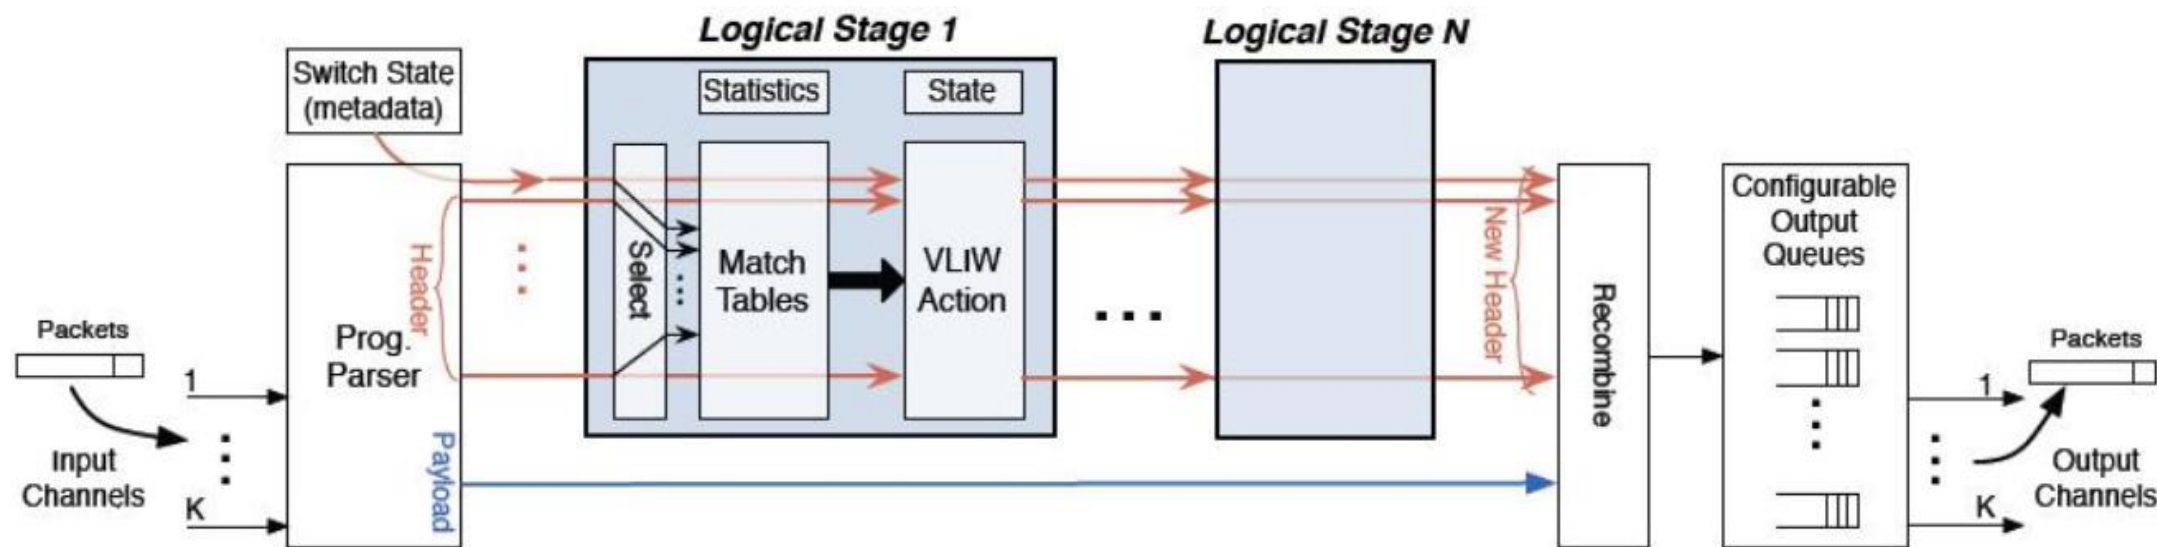 Logical Stage 1
Logical Stage N
Switch State
(metadata)
Statistics
State
Header
Select
Match
Tables
VLIW
Action
New Header
Recombine
Configurable
Output
Queues
Packets
Prog.
Parser
Packets
1
1
Input
Channels
Payload
Output
Channels
K
K